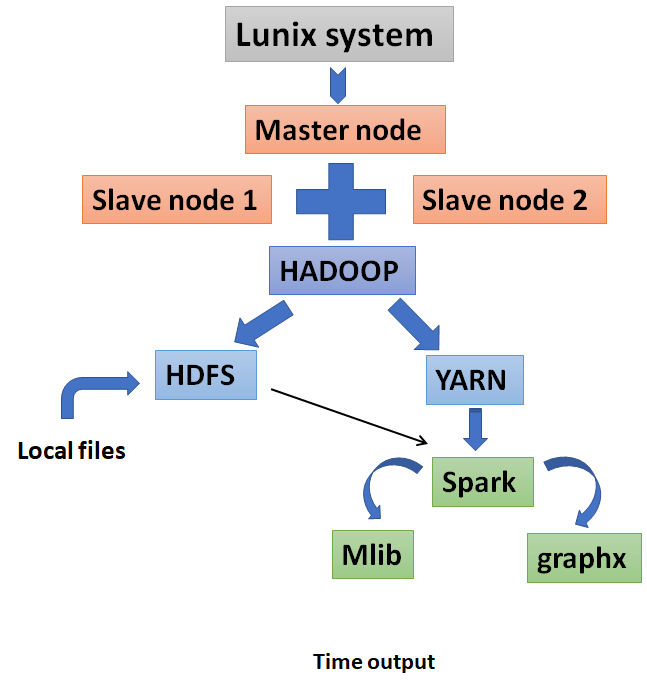 Lunix system
Master node
Slave node 1
Slave node 2
HADOOP
HDFS
YARN
Local files
Spark
Mlib
graphx
Time output